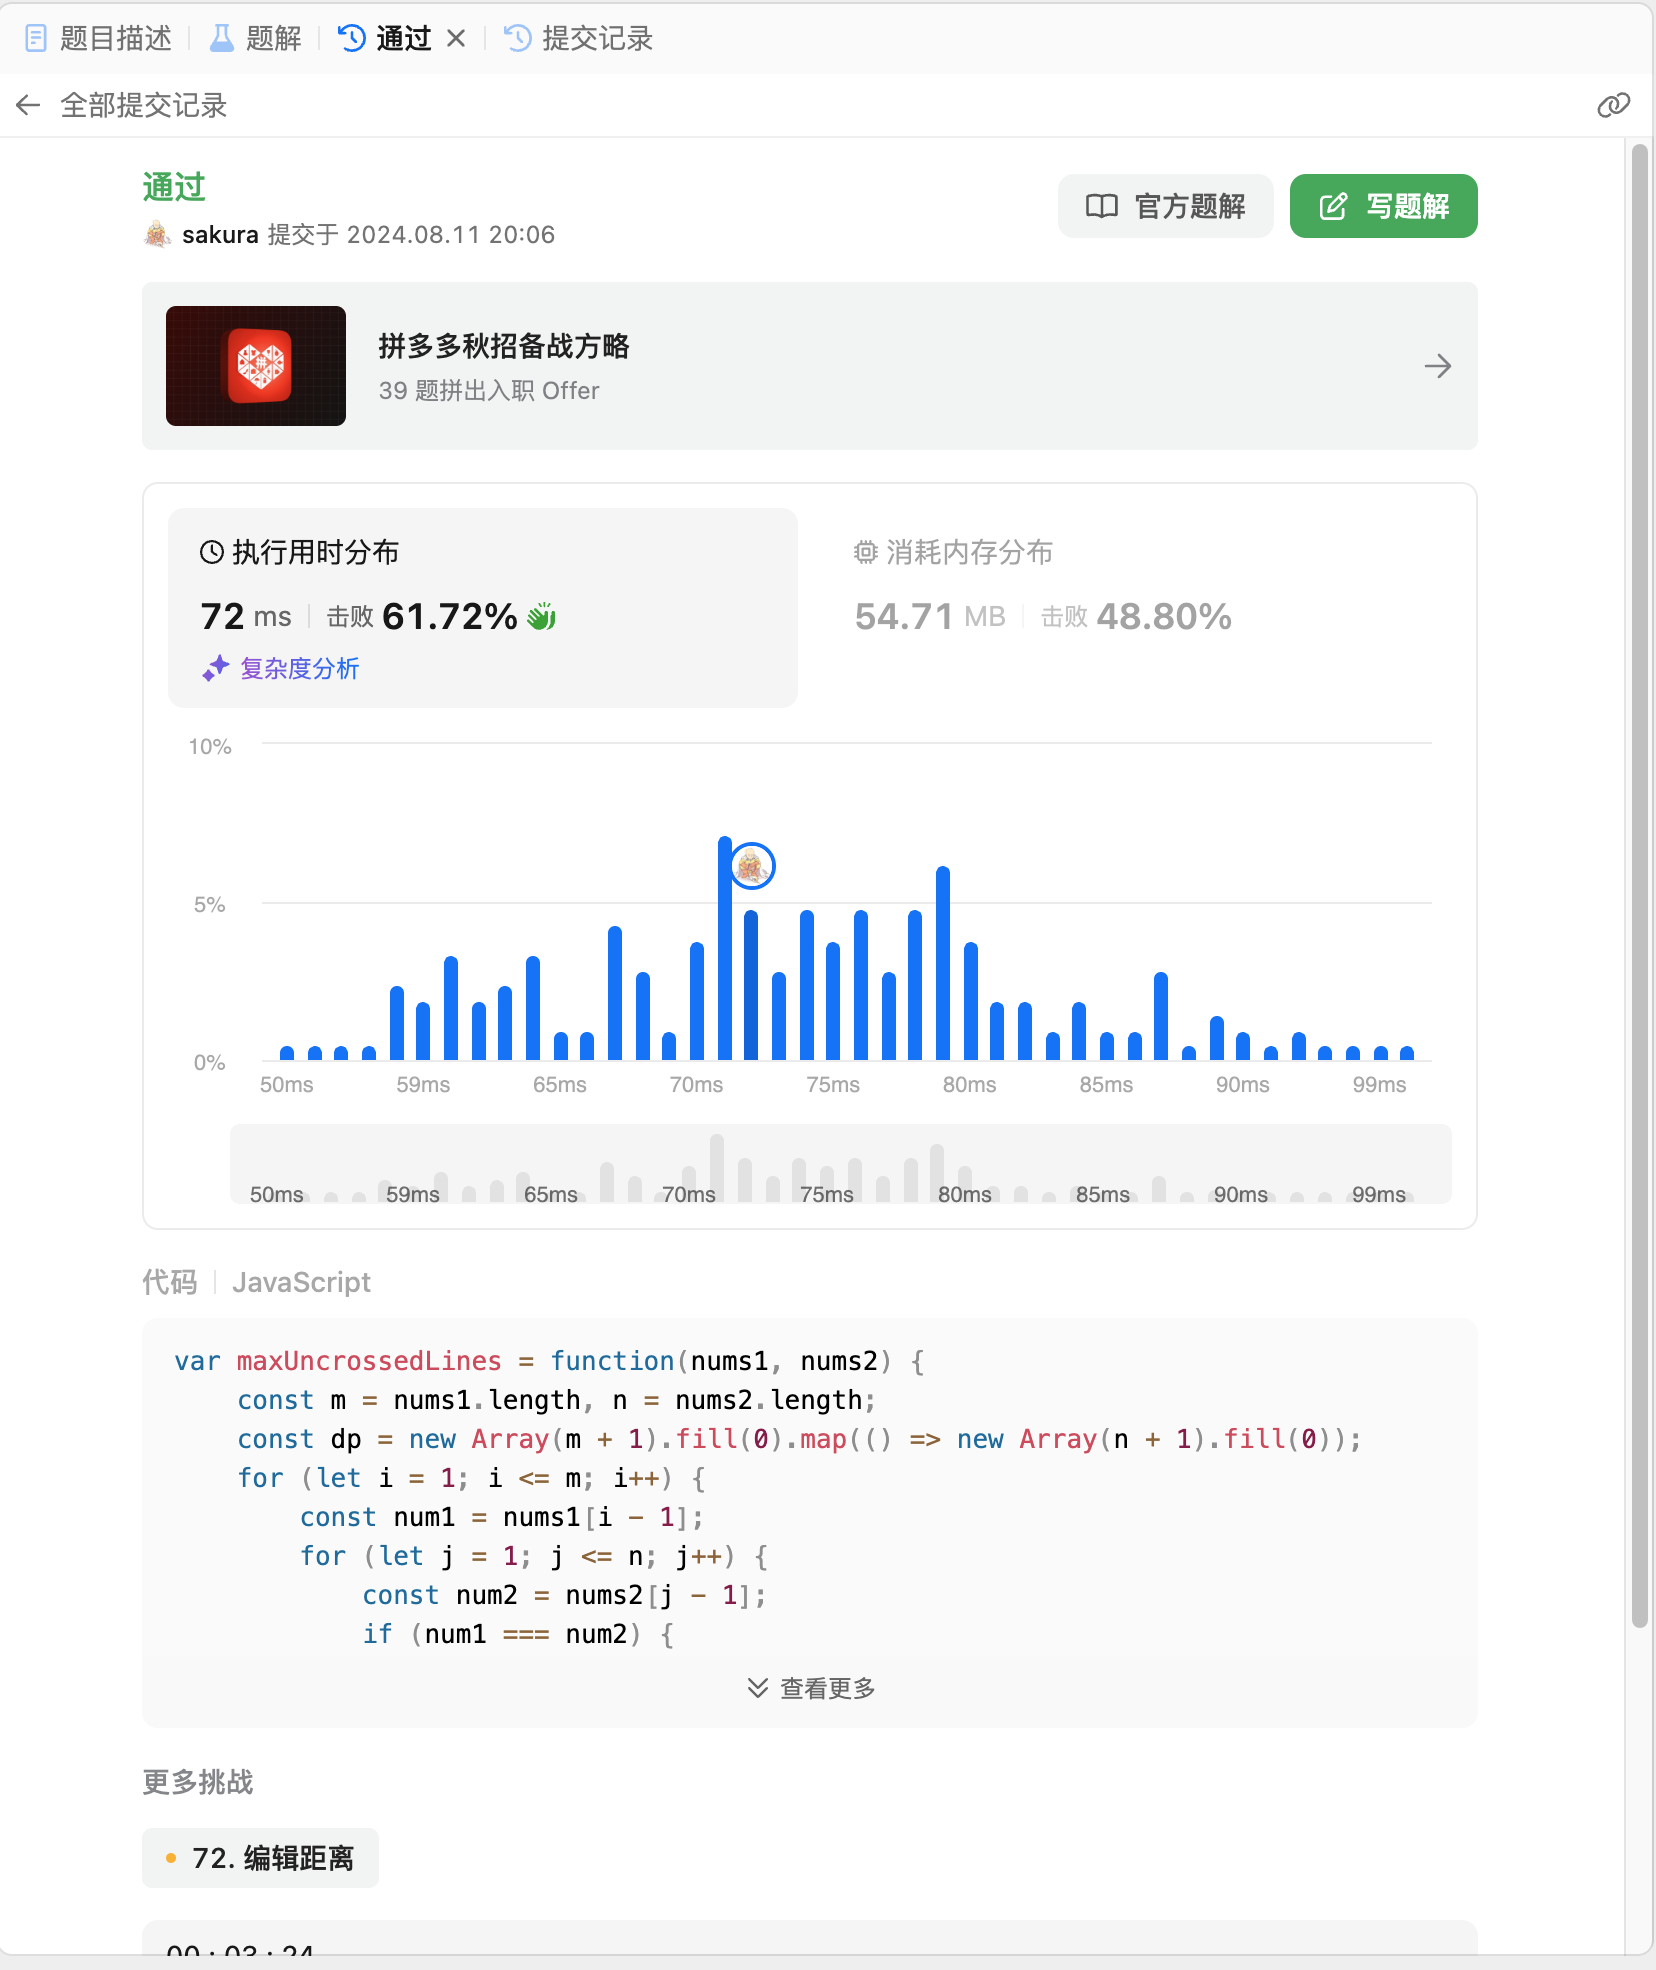 题目描述 题解 通过 提交记录
全部提交记录
通过
sakura 提交于 2024.08.11 20:06
官方题解 写题解
拼多多秋招备战方略
39 题拼出入职 Offer
执行用时分布
72 ms 击败 61.72%
复杂度分析
消耗内存分布
54.71 MB 击败 48.80%
10%
5%
0%
50ms 59ms 65ms 70ms 75ms 80ms 85ms 90ms 99ms
50ms 59ms 65ms 70ms 75ms 80ms 85ms 90ms 99ms
代码 JavaScript
var maxUncrossedLines = function(nums1, nums2) {
    const m = nums1.length, n = nums2.length;
    const dp = new Array(m + 1).fill(0).map(() => new Array(n + 1).fill(0));
    for (let i = 1; i <= m; i++) {
        const num1 = nums1[i - 1];
        for (let j = 1; j <= n; j++) {
            const num2 = nums2[j - 1];
            if (num1 === num2) {
查看更多
更多挑战
72. 编辑距离
00 : 03 : 24